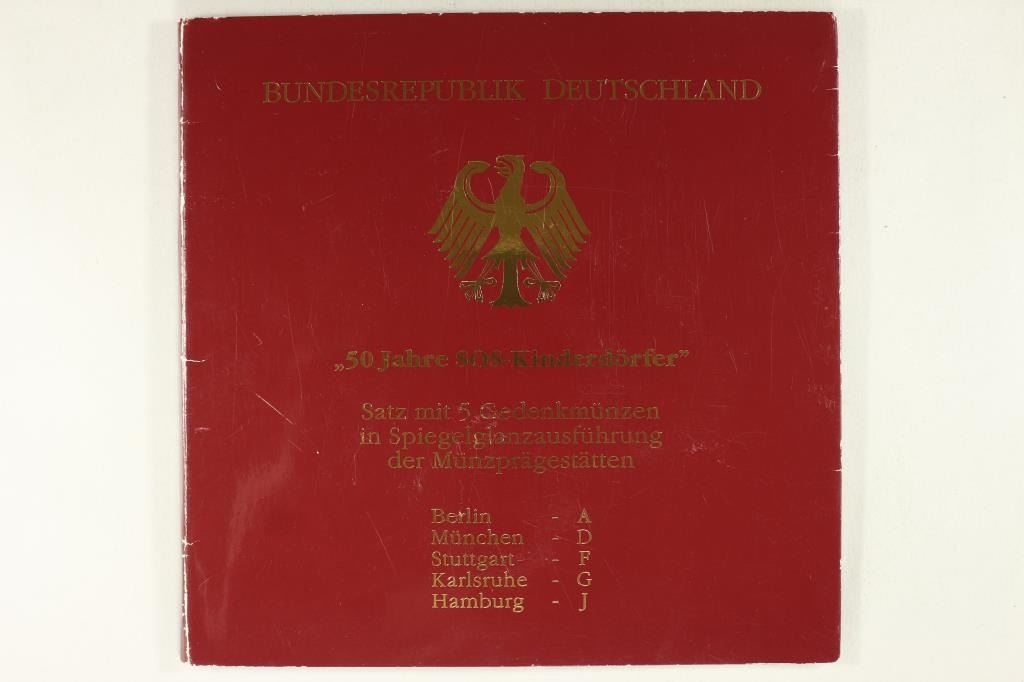 BUNDESREPUBLIK DEUTSCHLAND
„50 Jahre SOS-Kinderdörfer”
Satz mit 5 Gedenkmünzen
in Spiegelglanzausführung
der Münzprägestätten
Berlin - A
München - D
Stuttgart - F
Karlsruhe - G
Hamburg - J